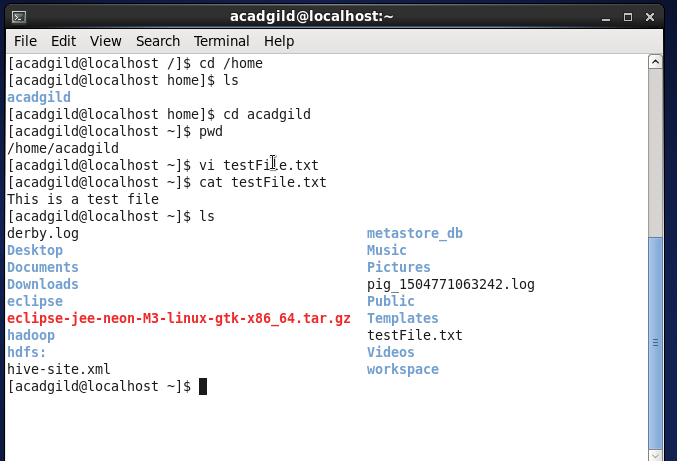 acadgild@localhost:~
File Edit View Search Terminal Help
[acadgild@localhost /]$ cd /home
[acadgild@localhost home]$ ls
acadgild
[acadgild@localhost home]$ cd acadgild
[acadgild@localhost ~]$ pwd
/home/acadgild
[acadgild@localhost ~]$ vi testFile.txt
[acadgild@localhost ~]$ cat testFile.txt
This is a test file
[acadgild@localhost ~]$ ls
derby.log metastore_db
Desktop Music
Documents Pictures
Downloads pig_1504771063242.log
eclipse Public
eclipse-jee-neon-M3-linux-gtk-x86_64.tar.gz Templates
hadoop testFile.txt
hdfs: Videos
hive-site.xml workspace
[acadgild@localhost ~]$